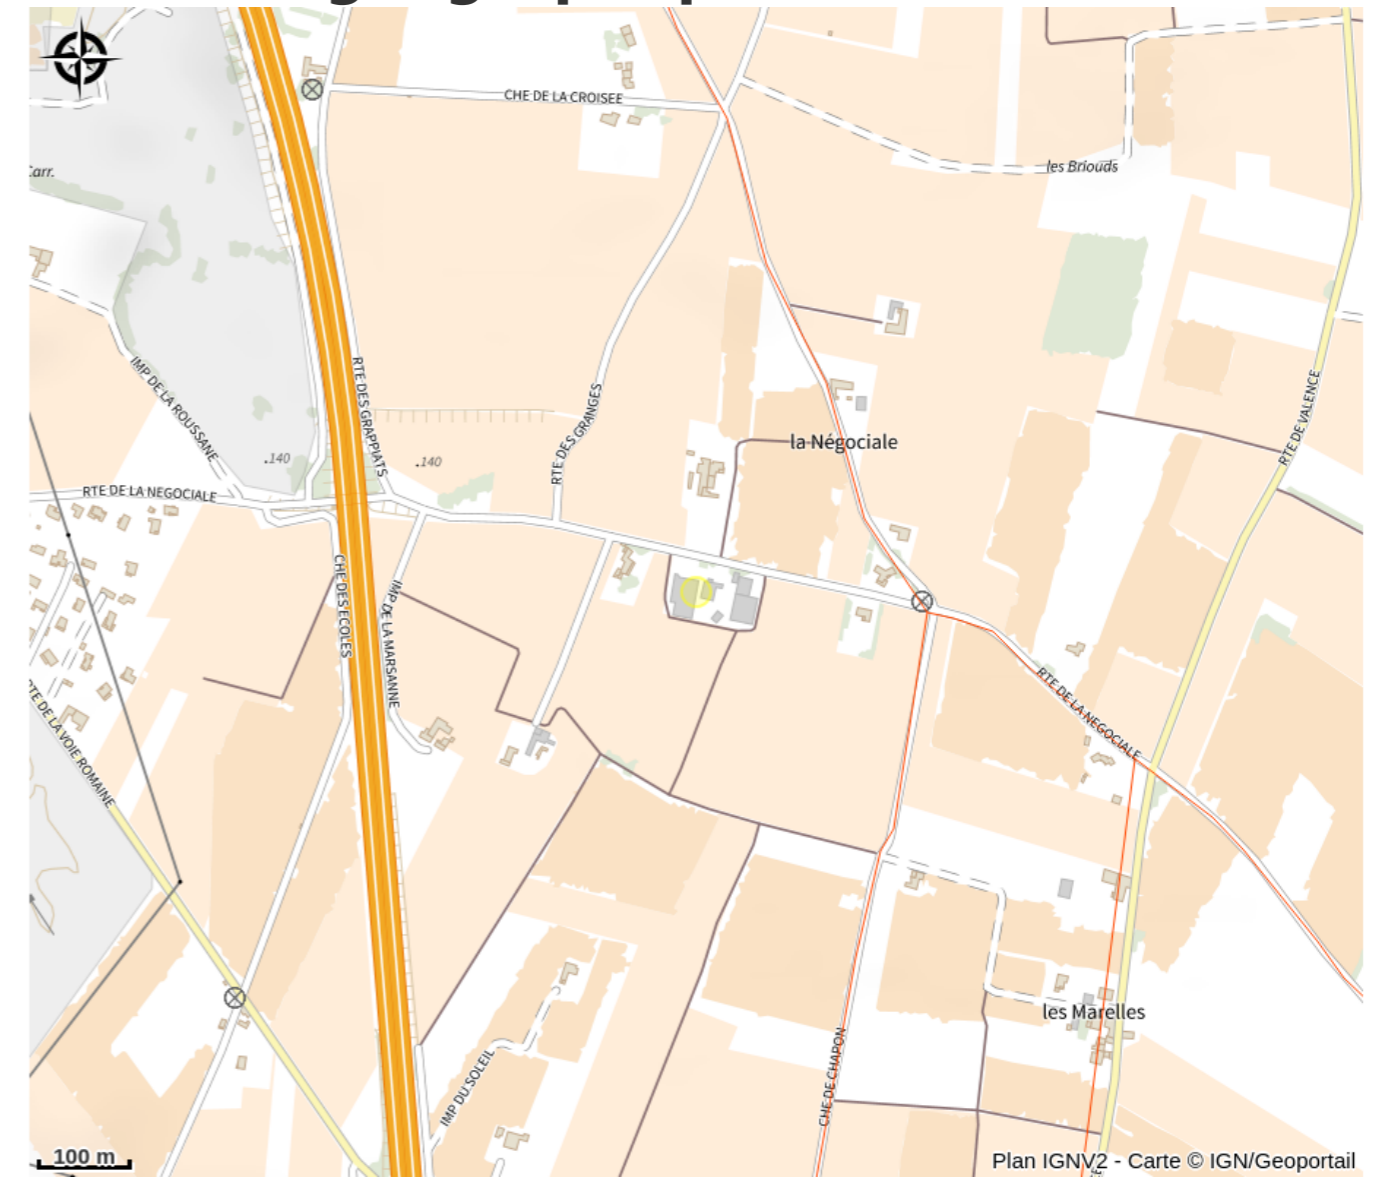 CHE DE LA CROISEE
les Briouds
Carr.
IMP DE LA ROUSSANE
RTE DES GRAPPIATS
RTE DES GRANGES
RTE DE VALENCE
la Négociale
.140
.140
RTE DE LA NEGOCIALE
CHE DES ECOLES
IMP DE LA MARSANNE
RTE DE LA NEGOCIALE
RTE DE LA VOIE ROMAINE
les Marelles
CHE DE CHAPON
IMP DU SOLEIL
100 m
Plan IGNV2 - Carte © IGN/Geoportail